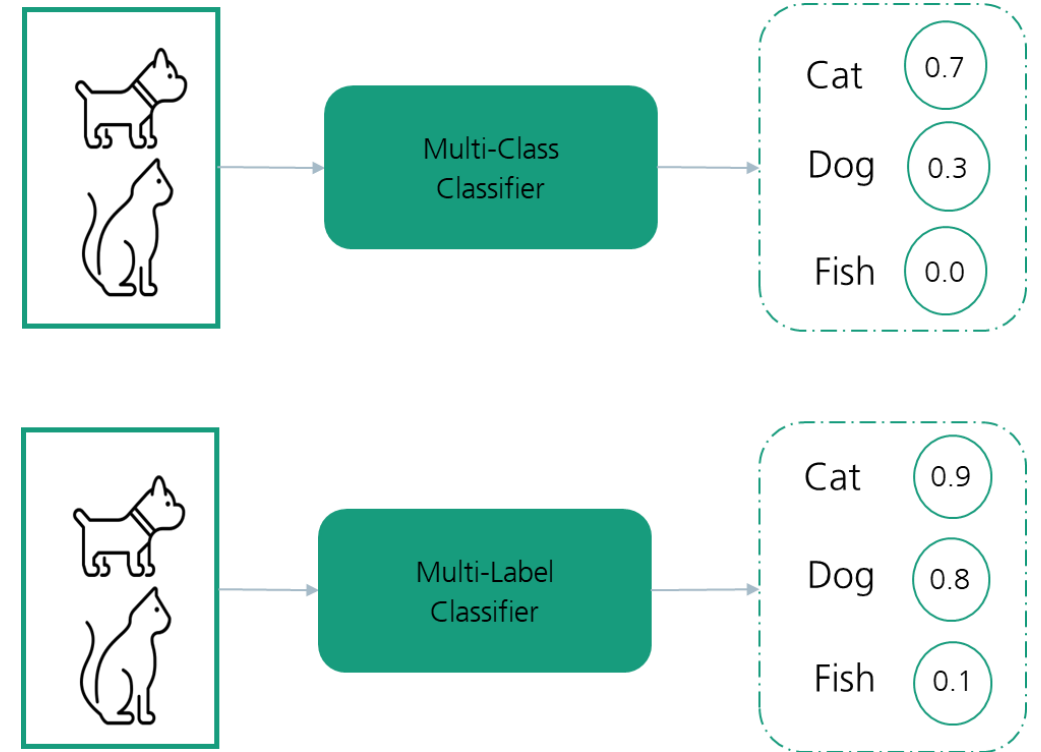 Multi-Class
Classifier
Cat 0.7
Dog 0.3
Fish 0.0
Multi-Label
Classifier
Cat 0.9
Dog 0.8
Fish 0.1